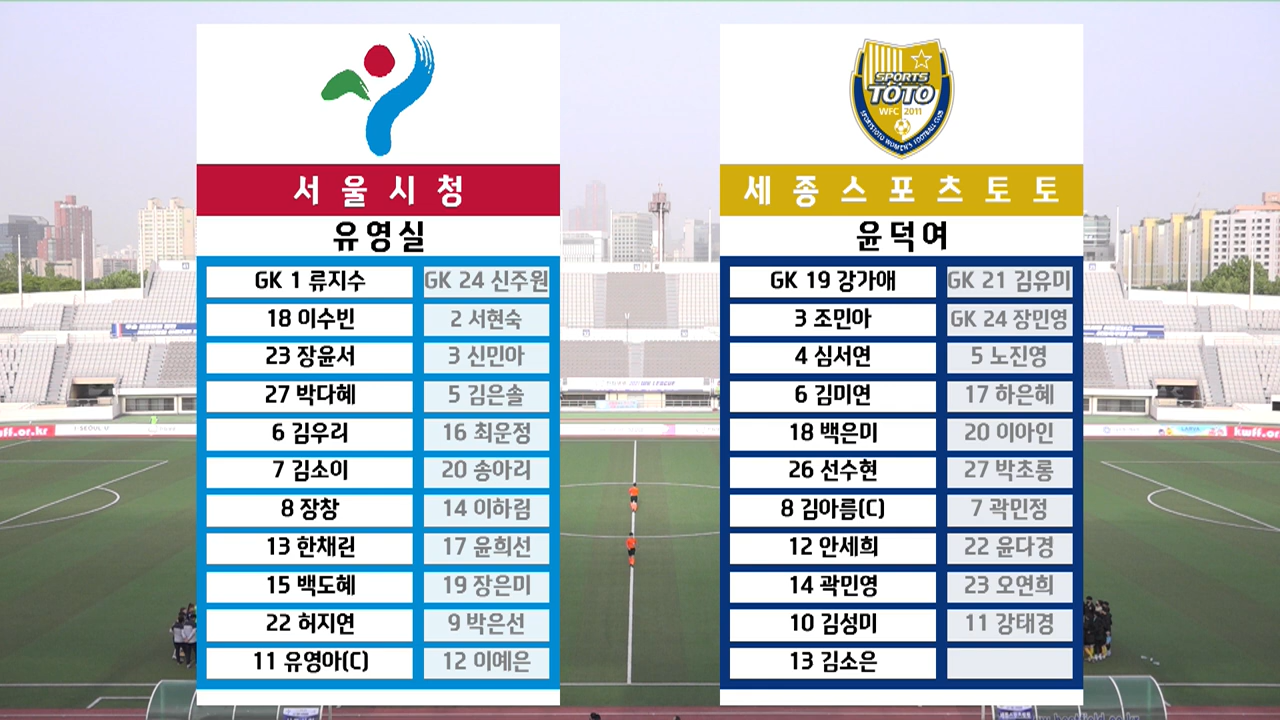 SPORTS
TOTO
WFC 2011
SPORTSTOTO WOMEN'S FOOTBALL CLUB
서울시청
유영실
GK 1 류지수 GK 24 신주원
18 이수빈 2 서현숙
23 장윤서 3 신민아
27 박다혜 5 김은솔
6 김우리 16 최운정
7 김소이 20 송아리
8 장창 14 이하림
13 한채린 17 윤희선
15 백도혜 19 장은미
22 허지연 9 박은선
11 유영아(C) 12 이예은
세종스포츠토토
윤덕여
GK 19 강가애 GK 21 김유미
3 조민아 GK 24 장민영
4 심서연 5 노진영
6 김미연 17 하은혜
18 백은미 20 이아인
26 선수현 27 박초롱
8 김아름(C) 7 곽민정
12 안세희 22 윤다경
14 곽민영 23 오연희
10 김성미 11 강태경
13 김소은
kwff.or.kr
kwff.or.kr